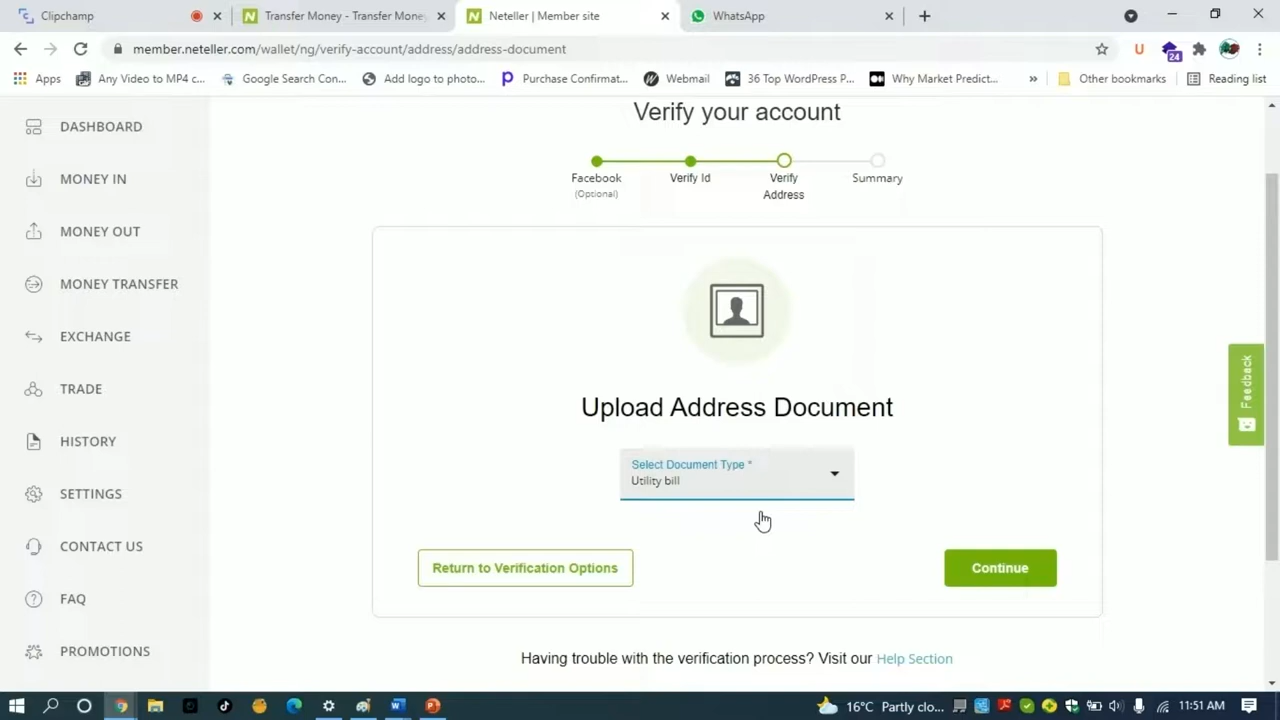 Clipchamp
Transfer Money - Transfer Money
Neteller | Member site
WhatsApp
member.neteller.com/wallet/ng/verify-account/address/address-document
U
24
Apps
Any Video to MP4 c...
Google Search Con...
Add logo to photo...
Purchase Confirmat...
Webmail
36 Top WordPress P...
Why Market Predict...
»
Other bookmarks
Reading list
DASHBOARD
MONEY IN
MONEY OUT
MONEY TRANSFER
EXCHANGE
TRADE
HISTORY
SETTINGS
CONTACT US
FAQ
PROMOTIONS
Verify your account
Facebook
(Optional)
Verify Id
Verify
Address
Summary
Upload Address Document
Select Document Type *
Utility bill
Return to Verification Options
Continue
Having trouble with the verification process? Visit our Help Section
Feedback
16°C Partly clo...
11:51 AM